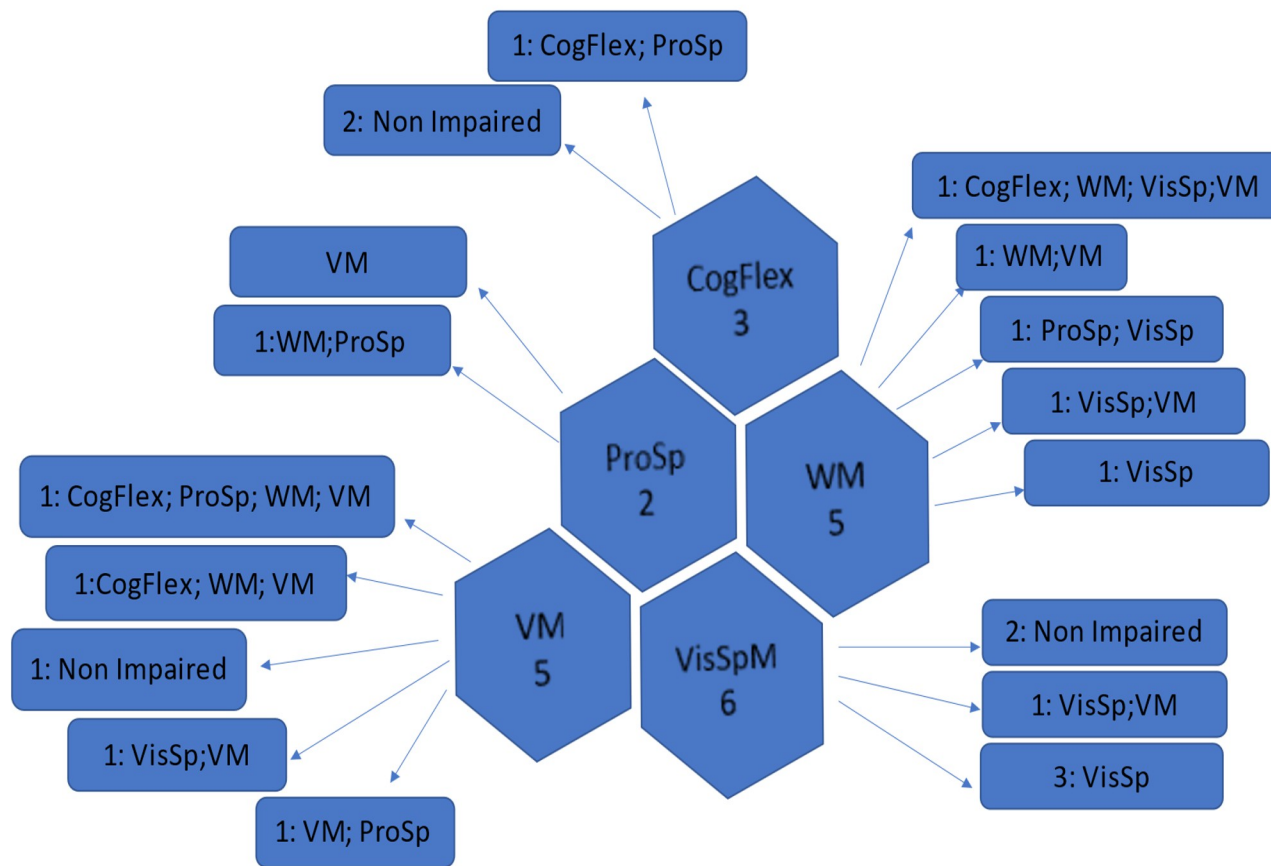 1: CogFlex; ProSp
2: Non Impaired
1: CogFlex; WM; VisSp;VM
1: WM;VM
VM
CogFlex
3
1:WM;ProSp
1: ProSp; VisSp
1: VisSp;VM
1: VisSp
ProSp
2
WM
5
1: CogFlex; ProSp; WM; VM
1:CogFlex; WM; VM
1: Non Impaired
1: VisSp;VM
1: VM; ProSp
VM
5
VisSpM
6
2: Non Impaired
1: VisSp;VM
3: VisSp